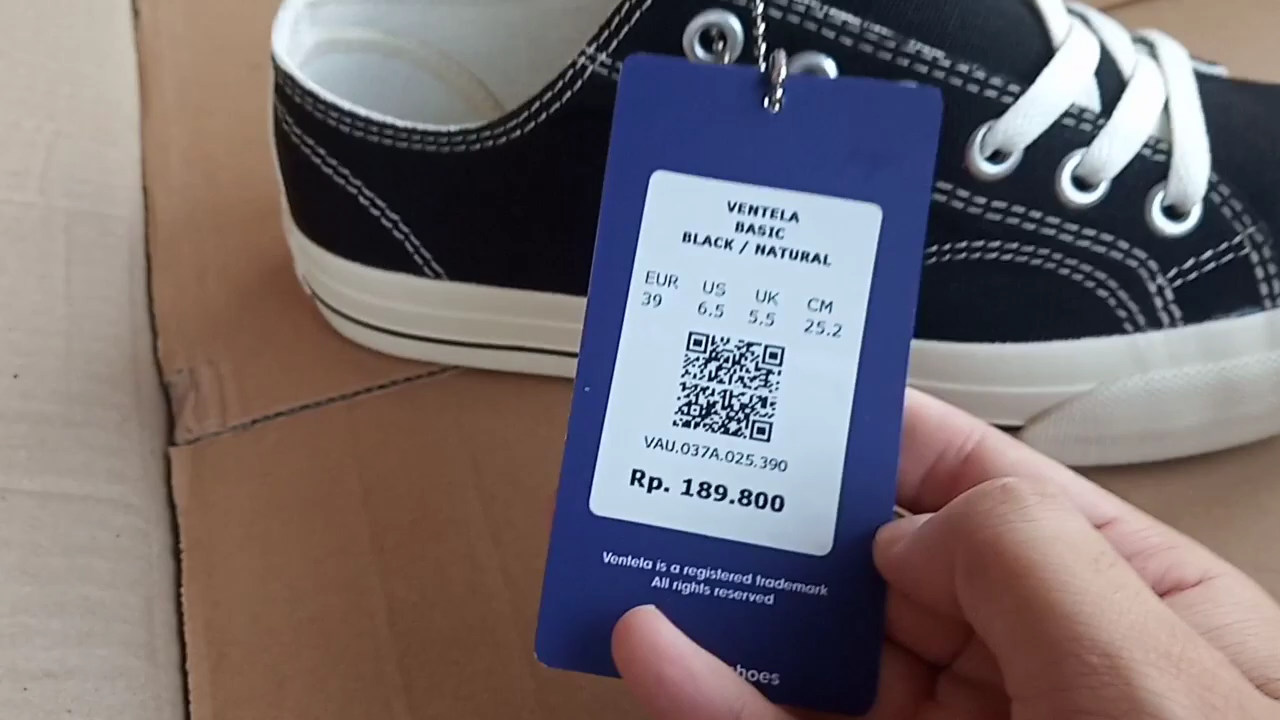 VENTELA
BASIC
BLACK / NATURAL
EUR US UK CM
39 6.5 5.5 25.2
VAU.037A.025.390
Rp. 189.800
Ventela is a registered trademark
All rights reserved